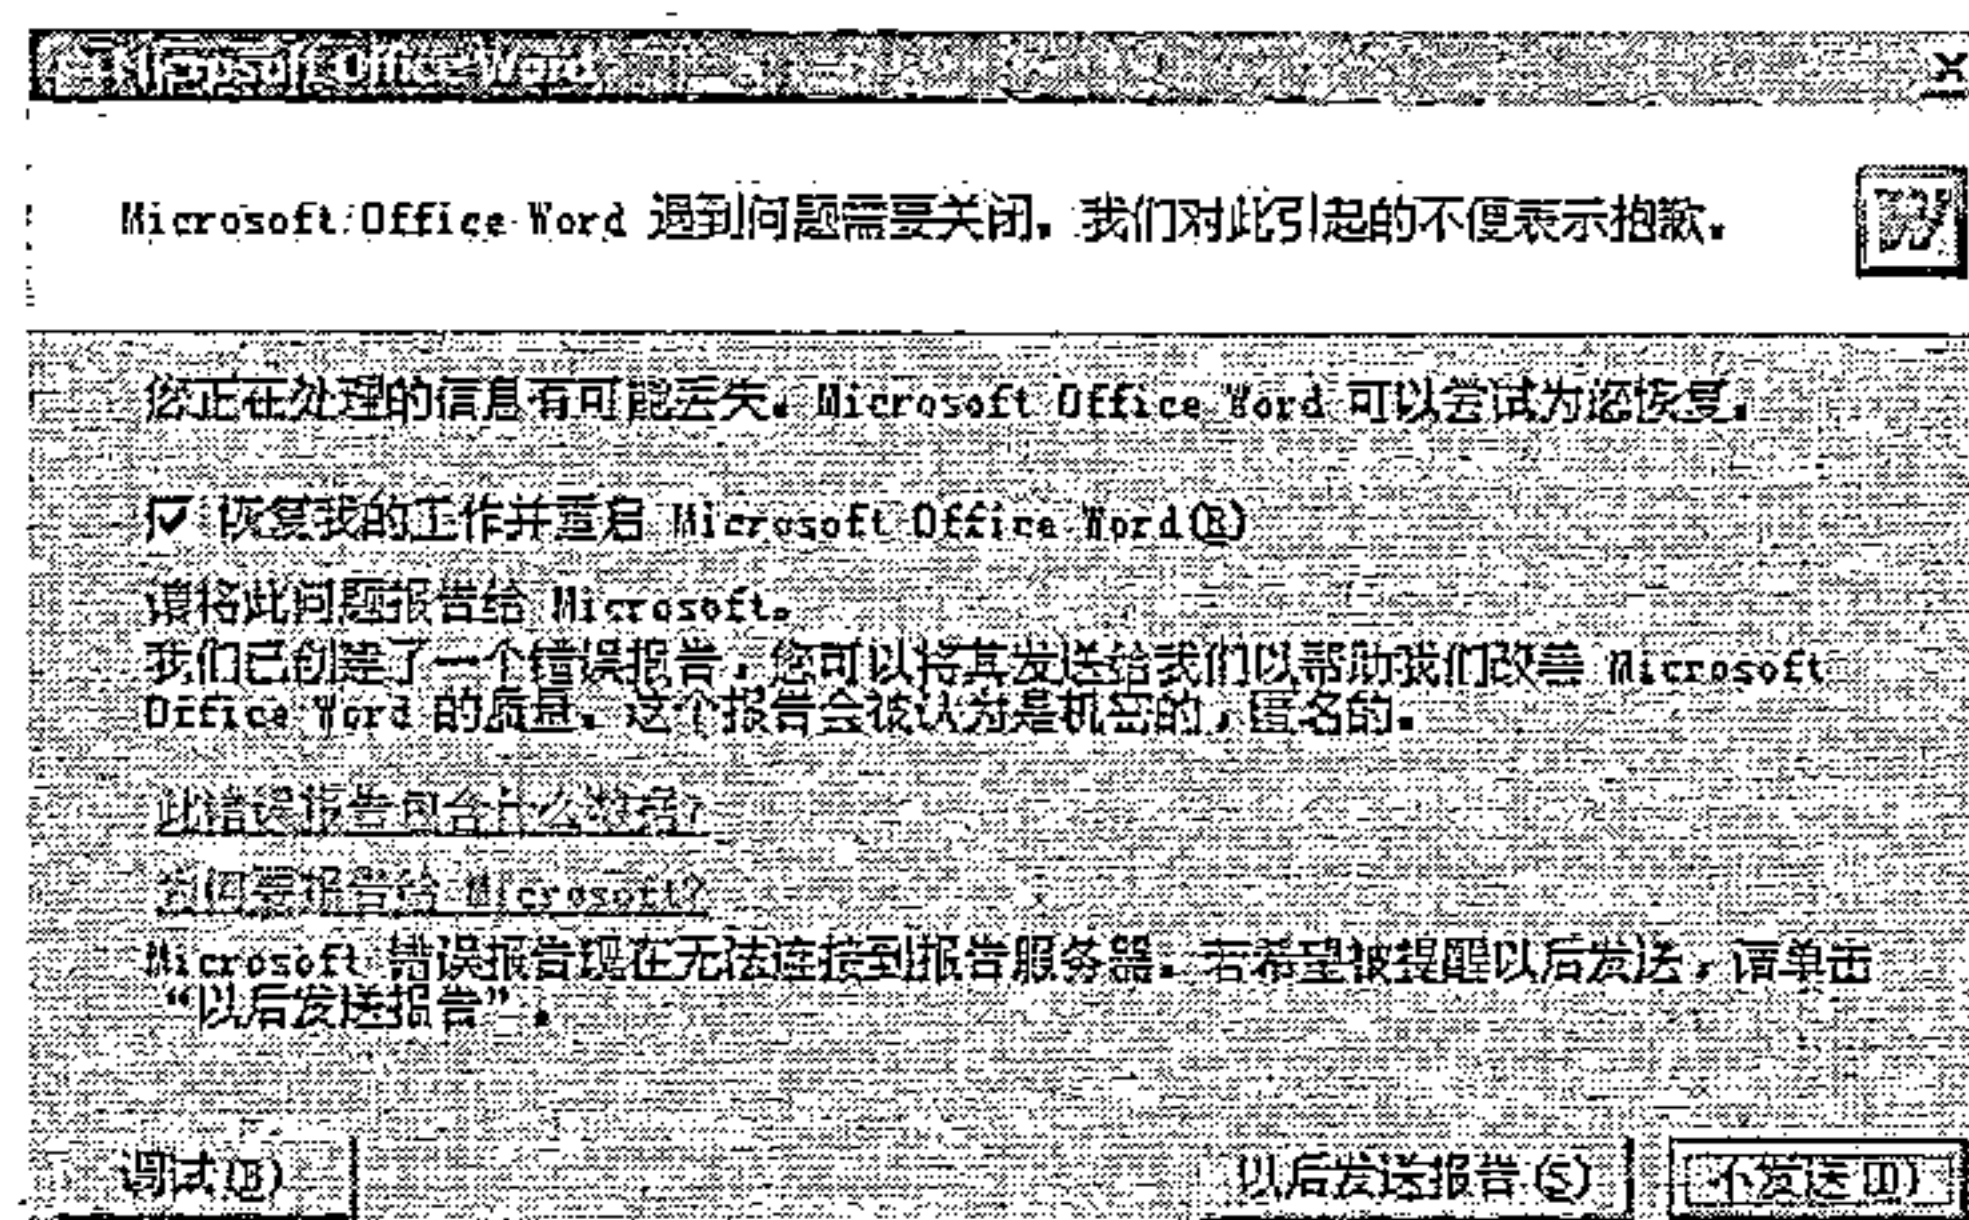 Microsoft Office Word
Microsoft Office Word 遇到问题需要关闭。我们对此引起的不便表示抱歉。
您正在处理的信息有可能丢失。Microsoft Office Word 可以尝试为您恢复。
恢复我的工作并重启 Microsoft Office Word(R)
请将此问题报告给 Microsoft。
我们已创建了一个错误报告，您可以将其发送给我们以帮助我们改善 Microsoft
Office Word 的质量。这个报告会被认为是机密的，匿名的。
此错误报告包含什么数据?
为何要报告给 Microsoft?
Microsoft 错误报告现在无法连接到报告服务器。若希望被提醒以后发送，请单击
“以后发送报告”。
调试(B)
以后发送报告(S)
不发送(D)